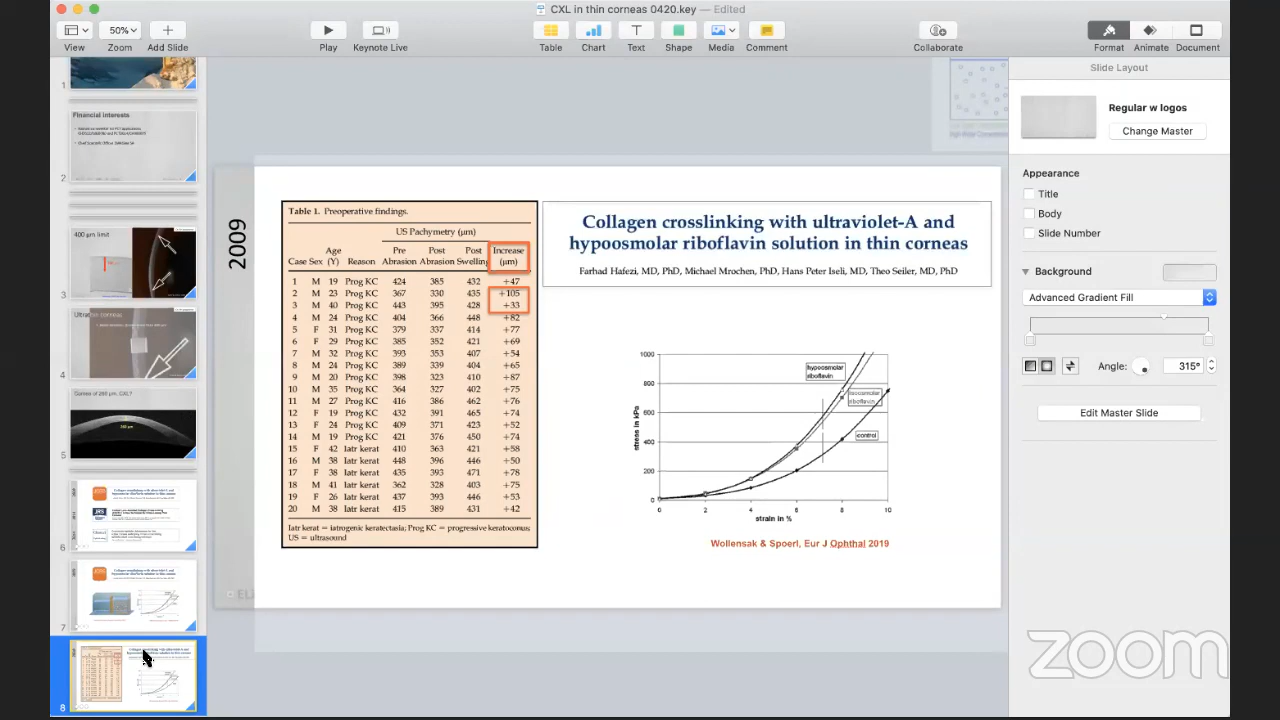 CXL in thin corneas 0420.key — Edited
50%
View
Zoom
Add Slide
Play
Keynote Live
Table
Chart
Text
Shape
Media
Comment
Collaborate
Format
Animate
Document
1
Financial interests
2
400 μm limit
3
4
5
6
7
8
2009
Table 1. Preoperative findings.
US Pachymetry (μm)
Case Sex Age (Y) Reason Pre Abrasion Post Abrasion Post Swelling Increase (μm)
1 M 19 Prog KC 424 385 432 +47
2 M 23 Prog KC 367 330 435 +105
3 M 40 Prog KC 443 395 428 +33
4 M 24 Prog KC 404 366 448 +82
5 F 31 Prog KC 379 337 414 +77
6 F 29 Prog KC 385 352 421 +69
7 M 32 Prog KC 393 353 407 +54
8 M 24 Prog KC 389 339 404 +65
9 M 20 Prog KC 398 323 410 +87
10 M 35 Prog KC 364 327 402 +75
11 M 27 Prog KC 416 386 462 +76
12 F 19 Prog KC 432 391 465 +74
13 F 24 Prog KC 409 371 423 +52
14 M 19 Prog KC 421 376 450 +74
15 F 42 Iatr kerat 410 363 421 +58
16 M 38 Iatr kerat 448 396 446 +50
17 F 38 Iatr kerat 435 393 471 +78
18 M 41 Iatr kerat 362 328 403 +75
19 F 26 Iatr kerat 437 393 446 +53
20 M 38 Iatr kerat 415 389 431 +42
Iatr kerat = iatrogenic keratectasia; Prog KC = progressive keratoconus;
US = ultrasound
Collagen crosslinking with ultraviolet-A and
hypoosmolar riboflavin solution in thin corneas
Farhad Hafezi, MD, PhD, Michael Mrochen, PhD, Hans Peter Iseli, MD, Theo Seiler, MD, PhD
stress in kPa
1000
800
600
400
200
0
hypoosmolar
riboflavin
isoosmolar
riboflavin
control
0 2 4 6 8 10
strain in %
Wollensak & Spoerl, Eur J Ophthal 2019
Slide Layout
Regular w logos
Change Master
Appearance
Title
Body
Slide Number
Background
Advanced Gradient Fill
Angle: 315°
Edit Master Slide
zoom